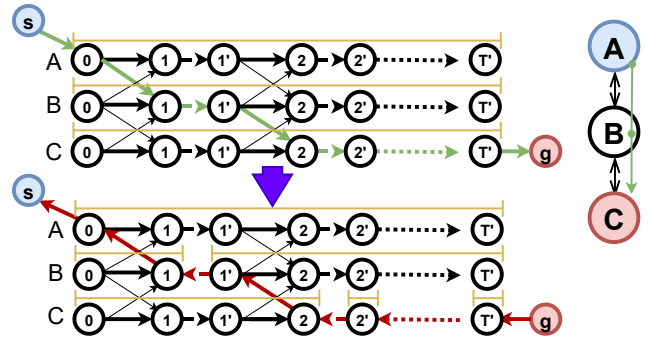 s
A 0 1 1' 2 2' T'
B 0 1 1' 2 2' T'
C 0 1 1' 2 2' T' g
s
A 0 1 1' 2 2' T'
B 0 1 1' 2 2' T'
C 0 1 1' 2 2' T' g
A
B
C